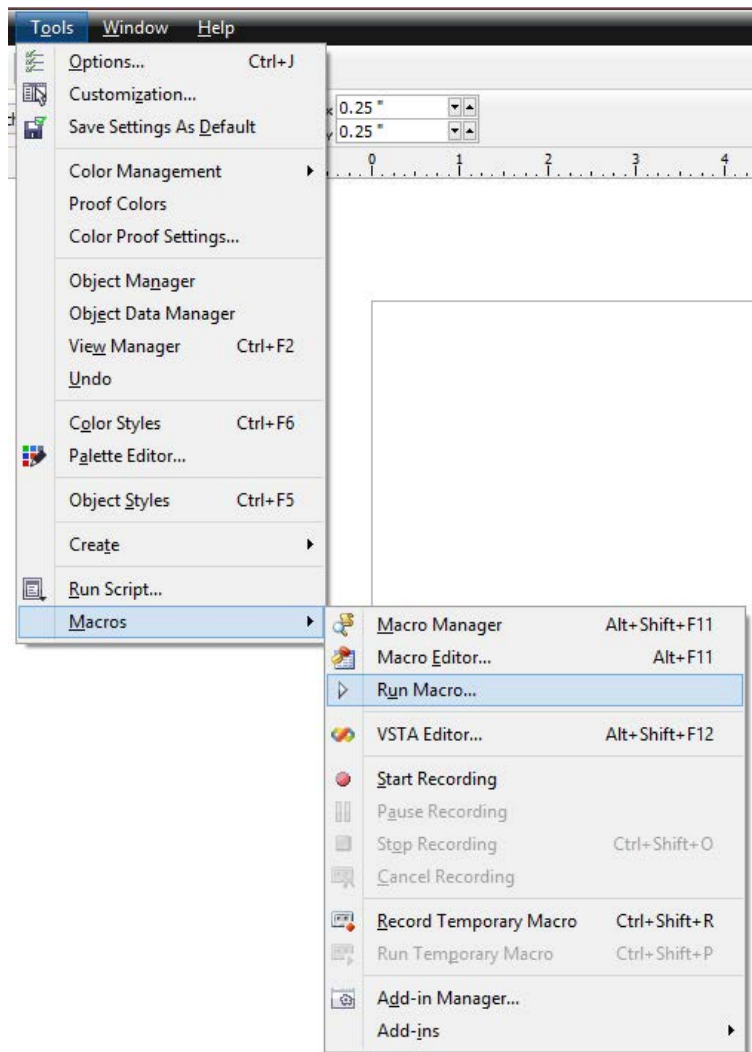 Tools Window Help
Options... Ctrl+J
Customization...
Save Settings As Default
0.25 "
0.25 "
0 1 2 3 4
Color Management
Proof Colors
Color Proof Settings...
Object Manager
Object Data Manager
View Manager Ctrl+F2
Undo
Color Styles Ctrl+F6
Palette Editor...
Object Styles Ctrl+F5
Create
Run Script...
Macros
Macro Manager Alt+Shift+F11
Macro Editor... Alt+F11
Run Macro...
VSTA Editor... Alt+Shift+F12
Start Recording
Pause Recording
Stop Recording Ctrl+Shift+O
Cancel Recording
Record Temporary Macro Ctrl+Shift+R
Run Temporary Macro Ctrl+Shift+P
Add-in Manager...
Add-ins